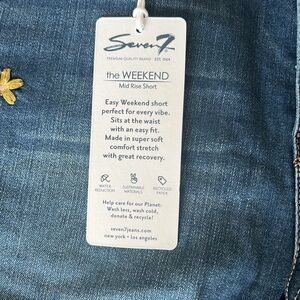 Seven7
PREMIUM QUALITY BRAND EST. 1964
the WEEKEND
Mid Rise Short
Easy Weekend short
perfect for every vibe.
Sits at the waist
with an easy fit.
Made in super soft
comfort stretch
with great recovery.
WATER
REDUCTION
SUSTAINABLE
MATERIALS
RECYCLED
PAPER
Help care for our Planet:
Wash less, wash cold,
donate & recycle!
seven7jeans.com
new york • los angeles